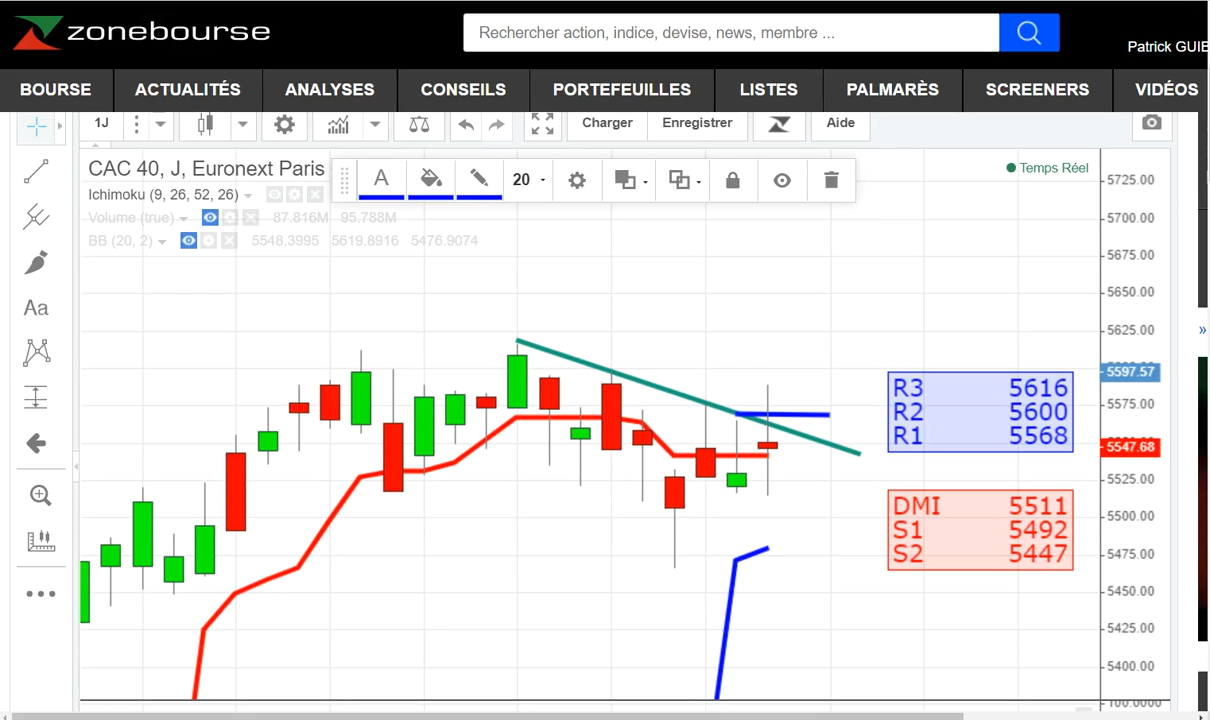 zonebourse
Rechercher action, indice, devise, news, membre ...
Patrick GUIE
BOURSE ACTUALITÉS ANALYSES CONSEILS PORTEFEUILLES LISTES PALMARÈS SCREENERS VIDÉOS
1J Charger Enregistrer Aide
CAC 40, J, Euronext Paris
A 20
Temps Réel
Ichimoku (9, 26, 52, 26)
Volume (true) 87.816M 95.788M
BB (20, 2) 5548.3995 5619.8916 5476.9074
Aa
5725.00
5700.00
5675.00
5650.00
5625.00
5597.57
5575.00
5547.68
5525.00
5500.00
5475.00
5450.00
5425.00
5400.00
100.0000
R3 5616
R2 5600
R1 5568
DMI 5511
S1 5492
S2 5447
»